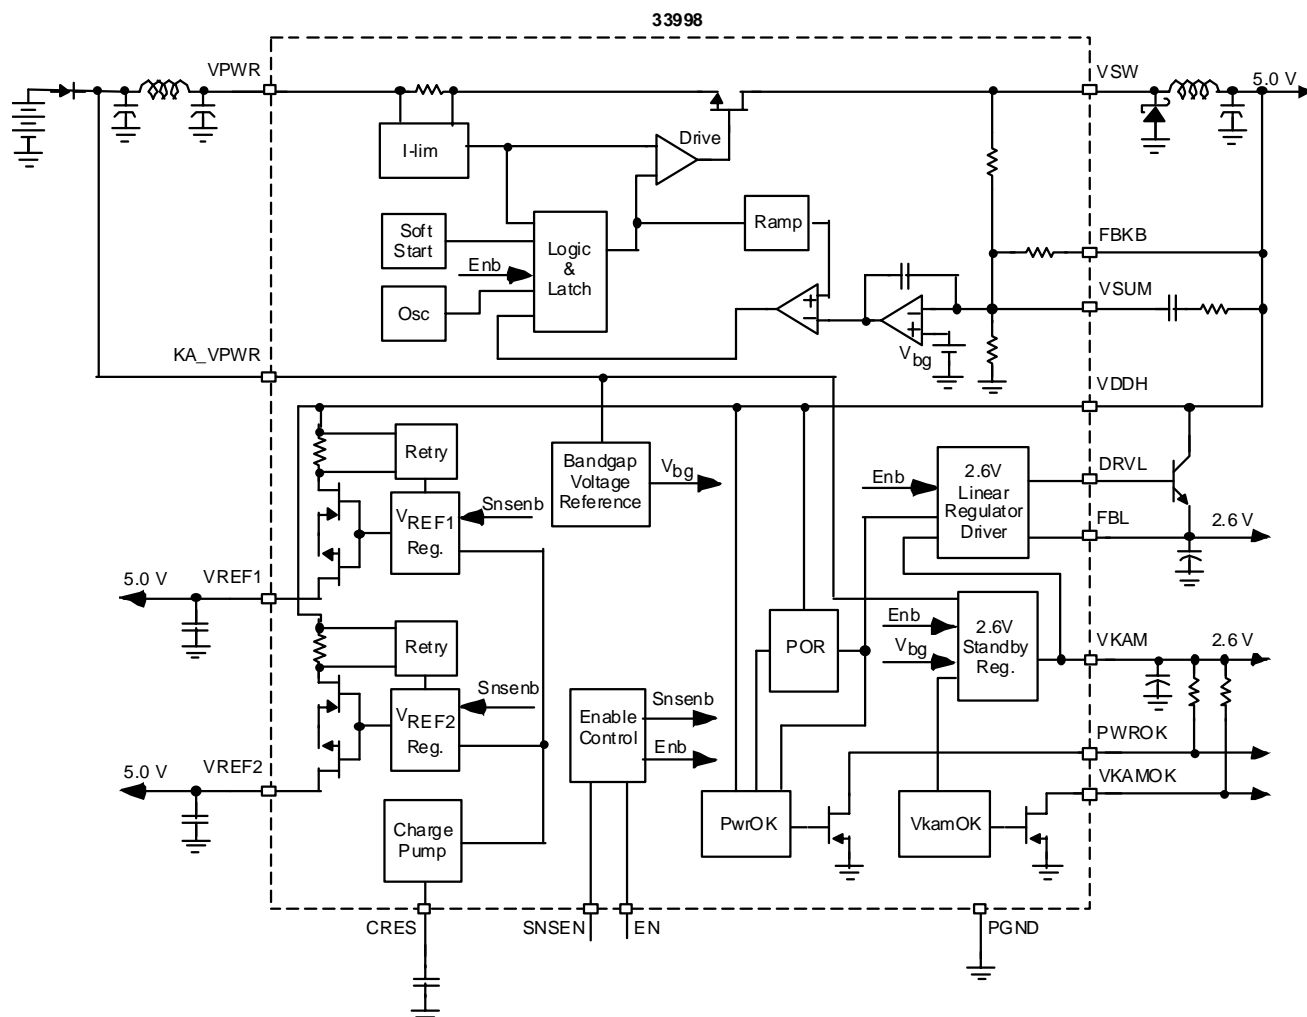 33998
VPWR
VSW
5.0 V
I-lim
Drive
Soft
Start
Enb
Osc
Logic
&
Latch
Ramp
FBKB
VSUM
+
−
−
+
Vbg
KA_VPWR
VDDH
Retry
Bandgap
Voltage
Reference
Vbg
Snsenb
VREF1
Reg.
Enb
2.6V
Linear
Regulator
Driver
DRVL
FBL
2.6 V
5.0 V
VREF1
Retry
Snsenb
VREF2
Reg.
POR
Enb
Vbg
2.6V
Standby
Reg.
VKAM
2.6 V
Enable
Control
Snsenb
Enb
PWROK
VKAMOK
5.0 V
VREF2
Charge
Pump
PwrOK
VkamOK
CRES
SNSEN
EN
PGND